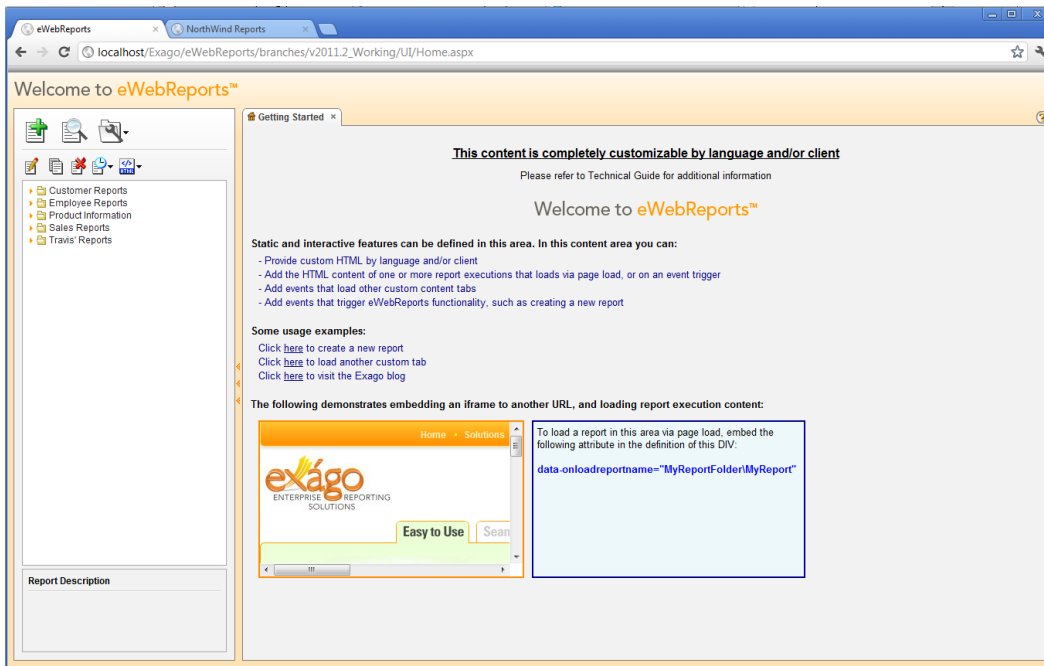 eWebReports
NorthWind Reports
localhost/Exago/eWebReports/branches/v2011.2_Working/UI/Home.aspx
Welcome to eWebReports™
Getting Started
Customer Reports
Employee Reports
Product Information
Sales Reports
Travis' Reports
Report Description
This content is completely customizable by language and/or client
Please refer to Technical Guide for additional information
Welcome to eWebReports™
Static and interactive features can be defined in this area. In this content area you can:
- Provide custom HTML by language and/or client
- Add the HTML content of one or more report executions that loads via page load, or on an event trigger
- Add events that load other custom content tabs
- Add events that trigger eWebReports functionality, such as creating a new report
Some usage examples:
Click here to create a new report
Click here to load another custom tab
Click here to visit the Exago blog
The following demonstrates embedding an iframe to another URL, and loading report execution content:
Home • Solutions
exágo
ENTERPRISE REPORTING
SOLUTIONS
Easy to Use
Sean
To load a report in this area via page load, embed the
following attribute in the definition of this DIV:
data-onloadreportname="MyReportFolder\MyReport"